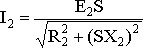 I₂ = E₂S / √(R₂² + (SX₂)²)